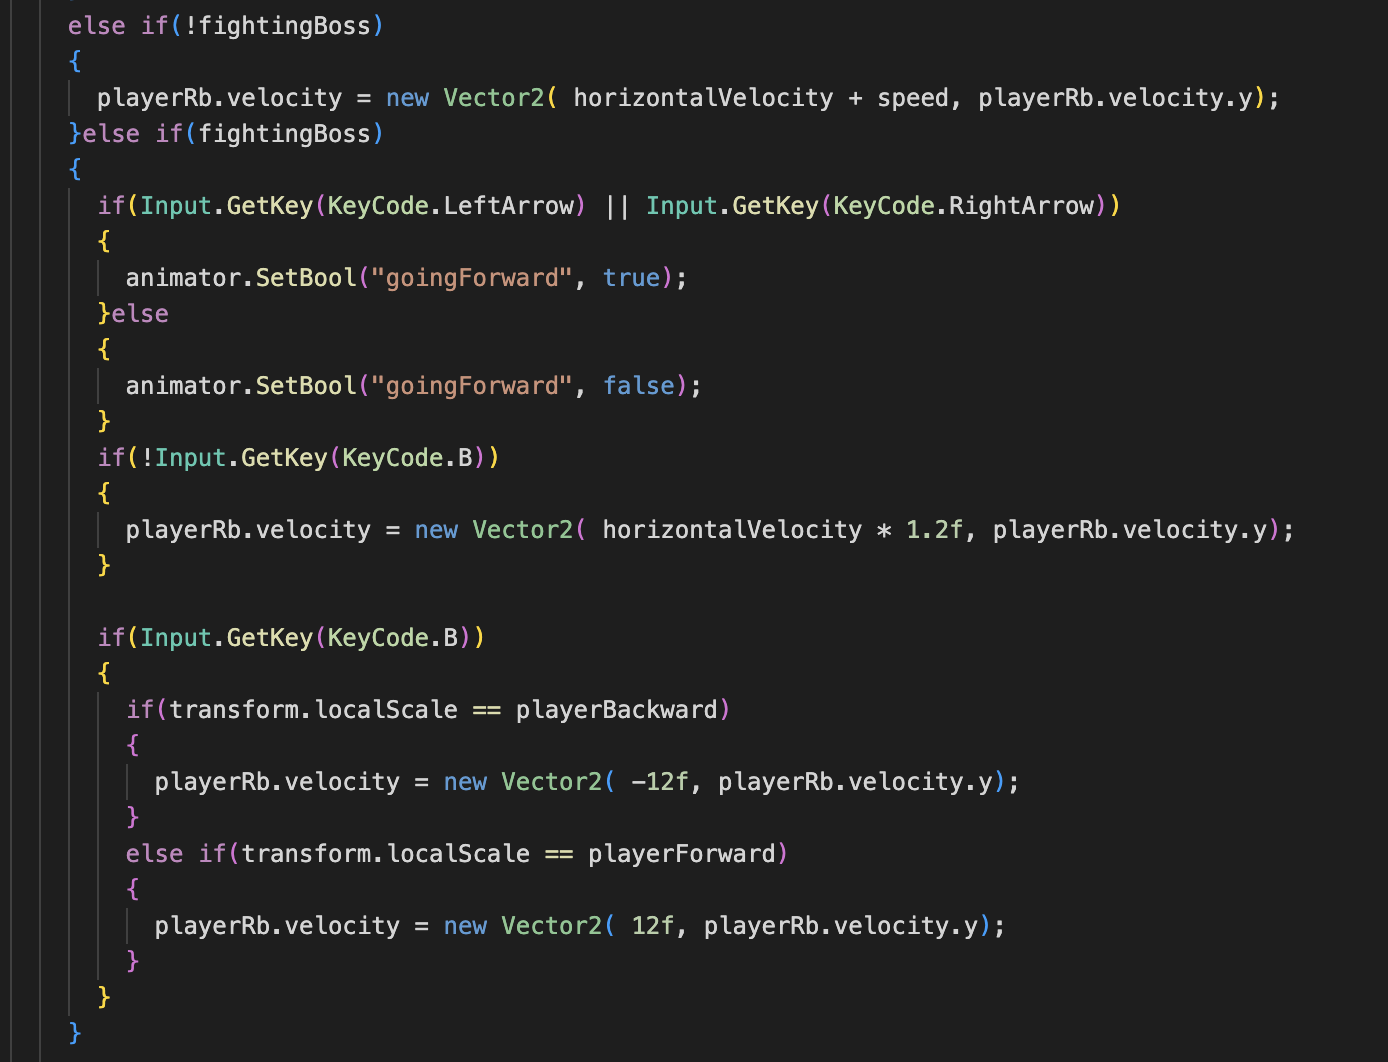 else if(!fightingBoss)
{
playerRb.velocity = new Vector2( horizontalVelocity + speed, playerRb.velocity.y);
}else if(fightingBoss)
{
if(Input.GetKey(KeyCode.LeftArrow) || Input.GetKey(KeyCode.RightArrow))
{
animator.SetBool("goingForward", true);
}else
{
animator.SetBool("goingForward", false);
}
if(!Input.GetKey(KeyCode.B))
{
playerRb.velocity = new Vector2( horizontalVelocity * 1.2f, playerRb.velocity.y);
}
if(Input.GetKey(KeyCode.B))
{
if(transform.localScale == playerBackward)
{
playerRb.velocity = new Vector2( -12f, playerRb.velocity.y);
}
else if(transform.localScale == playerForward)
{
playerRb.velocity = new Vector2( 12f, playerRb.velocity.y);
}
}
}